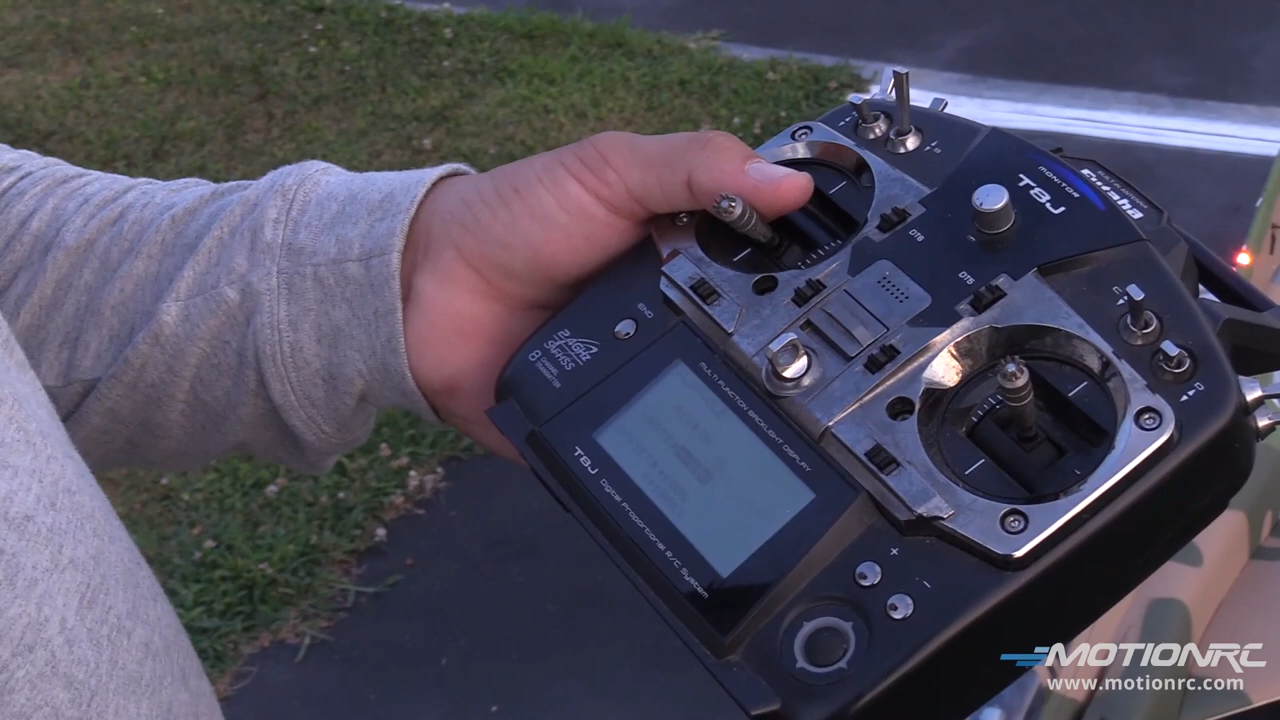 Futaba
T8J
MONITOR
DT6
DT5
END
2.4GHz
S-FHSS
8 CHANNEL
TRANSMITTER
MULTI FUNCTION BACKLIGHT DISPLAY
T8J Digital Proportional R/C System
+
-
MOTIONRC
www.motionrc.com